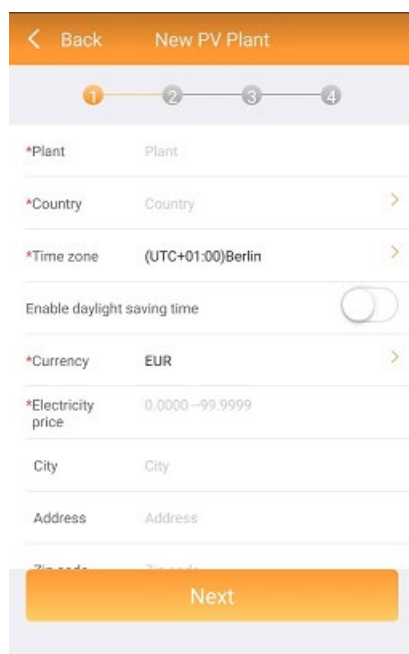 Back New PV Plant
1 2 3 4
*Plant Plant
*Country Country
*Time zone (UTC+01:00)Berlin
Enable daylight saving time
*Currency EUR
*Electricity 0.0000 --99.9999
price
City City
Address Address
Next